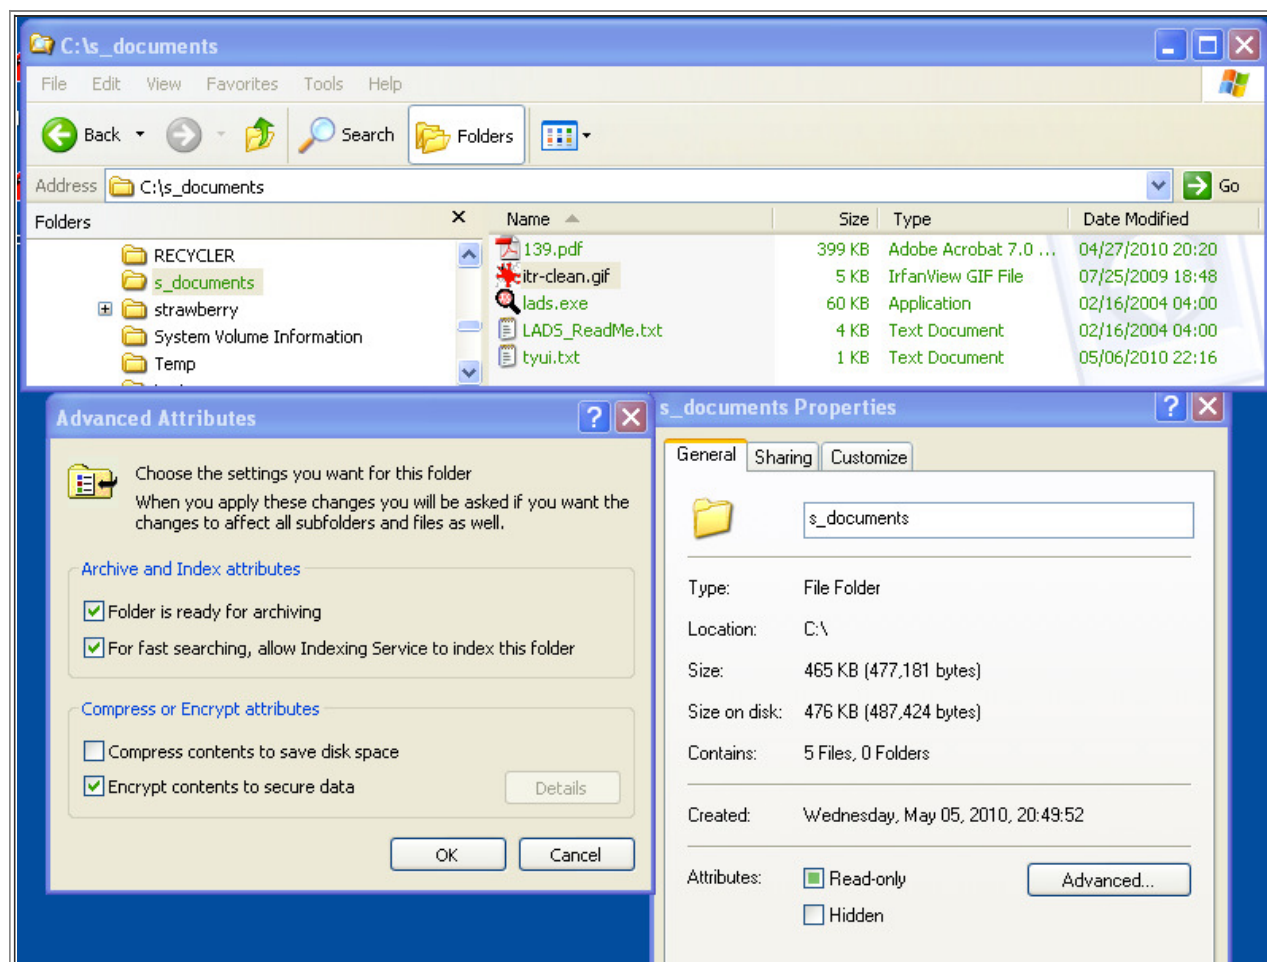 C:\s_documents
File Edit View Favorites Tools Help
Back Search Folders
Address C:\s_documents Go
Folders
RECYCLER
s_documents
strawberry
System Volume Information
Temp
Name Size Type Date Modified
139.pdf 399 KB Adobe Acrobat 7.0 ... 04/27/2010 20:20
itr-clean.gif 5 KB IrfanView GIF File 07/25/2009 18:48
lads.exe 60 KB Application 02/16/2004 04:00
LADS_ReadMe.txt 4 KB Text Document 02/16/2004 04:00
tyui.txt 1 KB Text Document 05/06/2010 22:16
Advanced Attributes
Choose the settings you want for this folder
When you apply these changes you will be asked if you want the
changes to affect all subfolders and files as well.
Archive and Index attributes
Folder is ready for archiving
For fast searching, allow Indexing Service to index this folder
Compress or Encrypt attributes
Compress contents to save disk space
Encrypt contents to secure data
Details
OK Cancel
s_documents Properties
General Sharing Customize
s_documents
Type: File Folder
Location: C:\
Size: 465 KB (477,181 bytes)
Size on disk: 476 KB (487,424 bytes)
Contains: 5 Files, 0 Folders
Created: Wednesday, May 05, 2010, 20:49:52
Attributes: Read-only Advanced...
Hidden